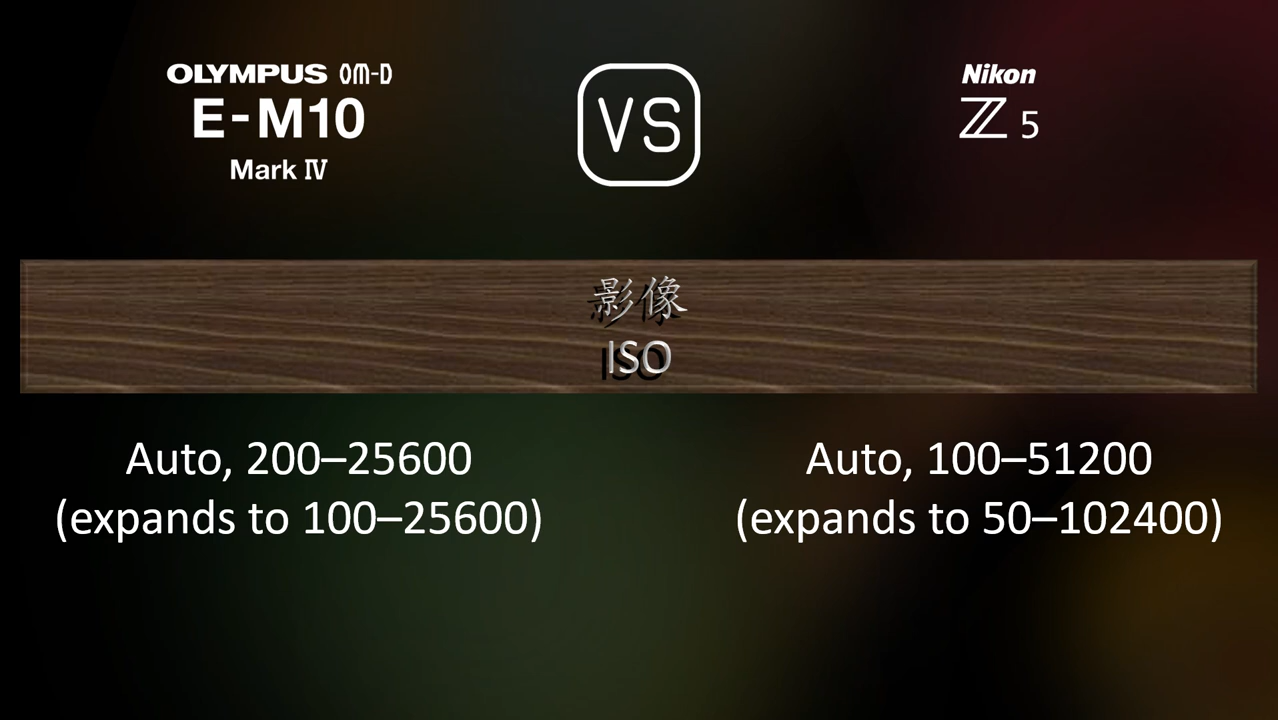 OLYMPUS OM-D
E-M10
Mark IV
VS
Nikon
Z 5
影像
ISO
Auto, 200–25600
(expands to 100–25600)
Auto, 100–51200
(expands to 50–102400)